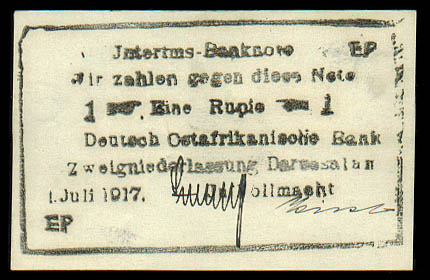 Interims-Banknote EP
Wir zahlen gegen diese Note
1 Eine Rupie 1
Deutsch Ostafrikanische Bank
Zweigniederlassung Daressalam
1. Juli 1917. Vollmacht
EP